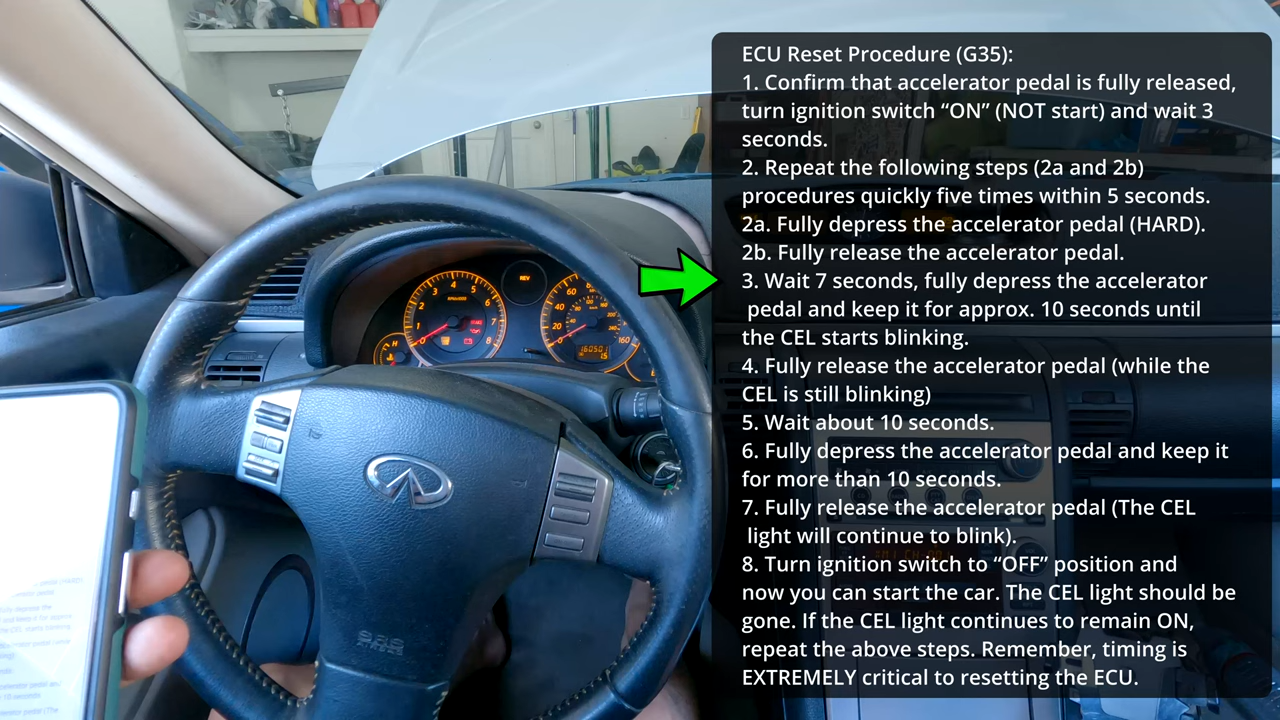 ECU Reset Procedure (G35):
1. Confirm that accelerator pedal is fully released,
turn ignition switch “ON” (NOT start) and wait 3
seconds.
2. Repeat the following steps (2a and 2b)
procedures quickly five times within 5 seconds.
2a. Fully depress the accelerator pedal (HARD).
2b. Fully release the accelerator pedal.
3. Wait 7 seconds, fully depress the accelerator
pedal and keep it for approx. 10 seconds until
the CEL starts blinking.
4. Fully release the accelerator pedal (while the
CEL is still blinking)
5. Wait about 10 seconds.
6. Fully depress the accelerator pedal and keep it
for more than 10 seconds.
7. Fully release the accelerator pedal (The CEL
light will continue to blink).
8. Turn ignition switch to “OFF” position and
now you can start the car. The CEL light should be
gone. If the CEL light continues to remain ON,
repeat the above steps. Remember, timing is
EXTREMELY critical to resetting the ECU.
REV
160501
SRS
AIRBAG